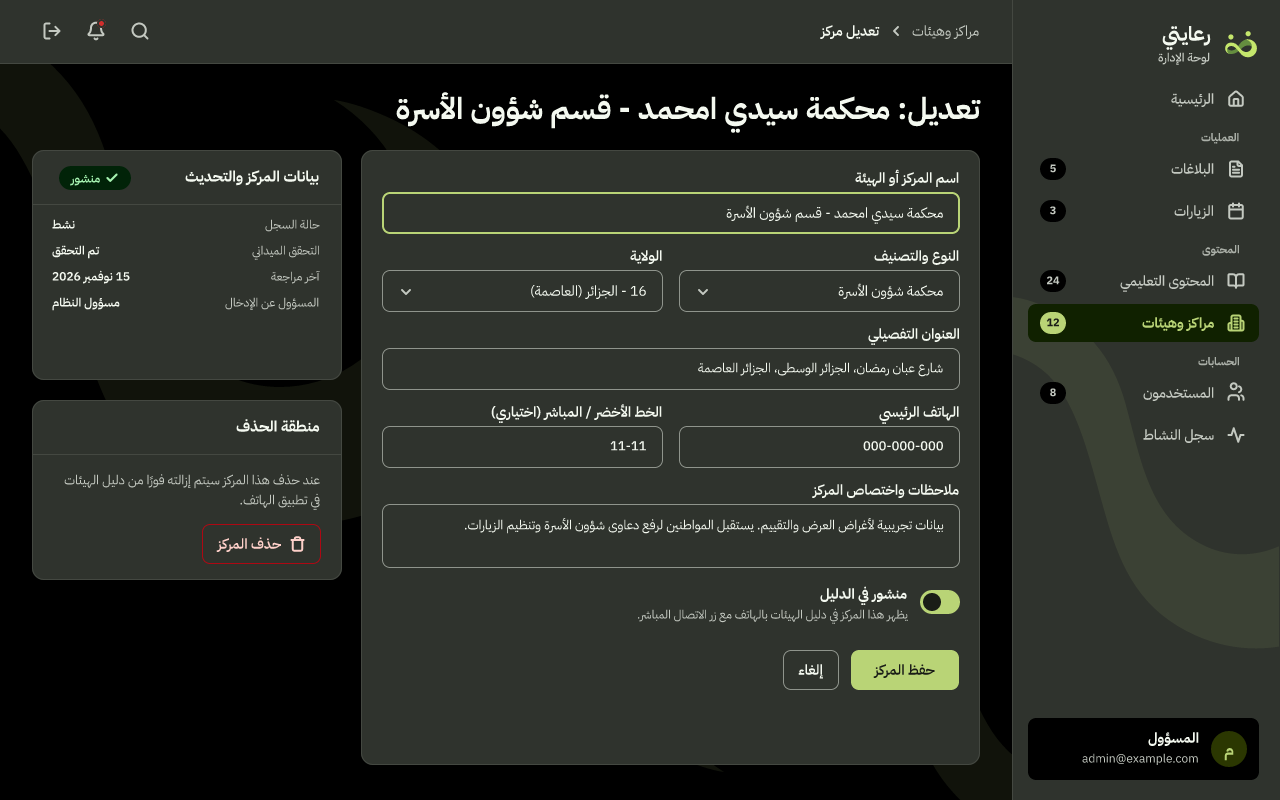 رعايتي
لوحة الإدارة
الرئيسية
العمليات
البلاغات 5
الزيارات 3
المحتوى
المحتوى التعليمي 24
مراكز وهيئات 12
الحسابات
المستخدمون 8
سجل النشاط
م
المسؤول
admin@example.com
مراكز وهيئات
تعديل مركز
تعديل: محكمة سيدي امحمد - قسم شؤون الأسرة
اسم المركز أو الهيئة
محكمة سيدي امحمد - قسم شؤون الأسرة
النوع والتصنيف
محكمة شؤون الأسرة
الولاية
16 - الجزائر (العاصمة)
العنوان التفصيلي
شارع عبان رمضان، الجزائر الوسطى، الجزائر العاصمة
الهاتف الرئيسي
000-000-000
الخط الأخضر / المباشر (اختياري)
11-11
ملاحظات واختصاص المركز
بيانات تجريبية لأغراض العرض والتقييم. يستقبل المواطنين لرفع دعاوى شؤون الأسرة وتنظيم الزيارات.
منشور في الدليل
يظهر هذا المركز في دليل الهيئات بالهاتف مع زر الاتصال المباشر.
حفظ المركز
إلغاء
بيانات المركز والتحديث
منشور
حالة السجل نشط
التحقق الميداني تم التحقق
آخر مراجعة 15 نوفمبر 2026
المسؤول عن الإدخال مسؤول النظام
منطقة الحذف
عند حذف هذا المركز سيتم إزالته فورًا من دليل الهيئات
في تطبيق الهاتف.
حذف المركز